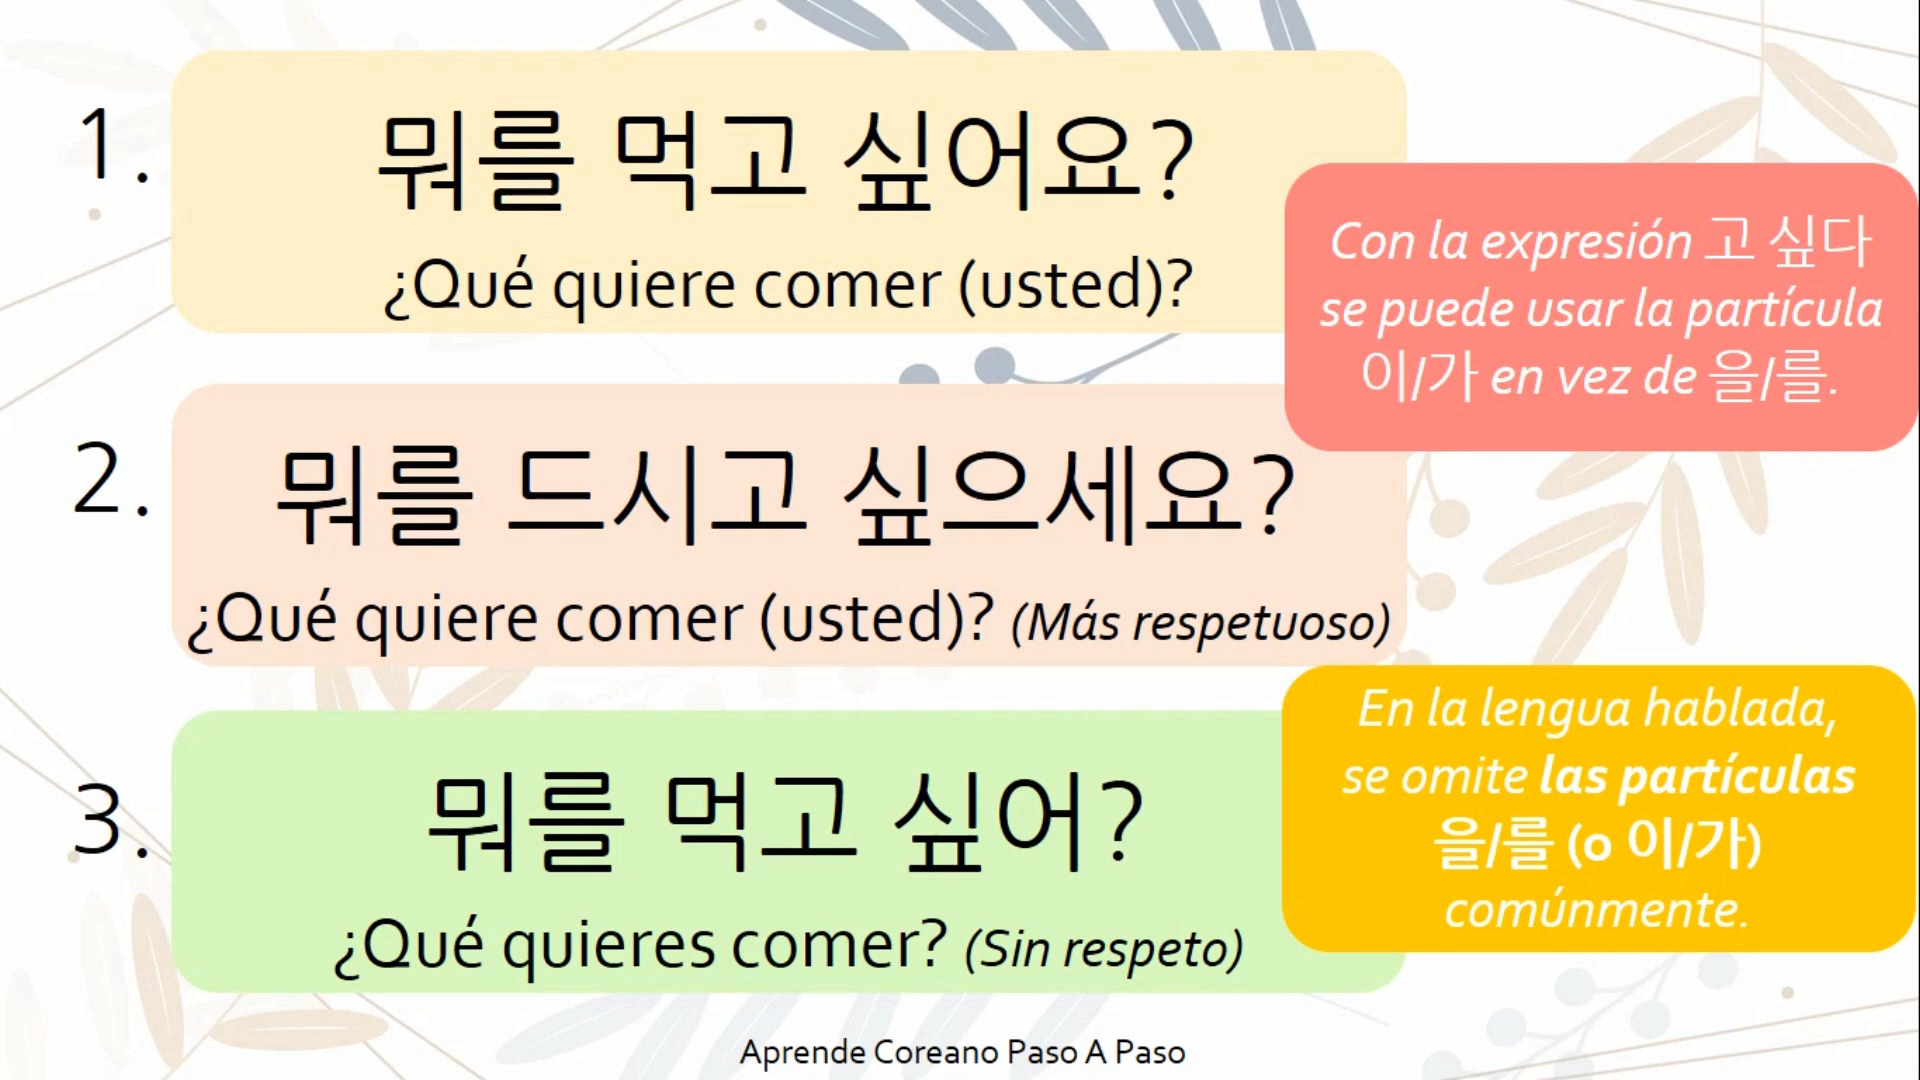 1.
뭐를 먹고 싶어요?
¿Qué quiere comer (usted)?
Con la expresión 고 싶다
se puede usar la partícula
이/가 en vez de 을/를.
2.
뭐를 드시고 싶으세요?
¿Qué quiere comer (usted)? (Más respetuoso)
3.
뭐를 먹고 싶어?
¿Qué quieres comer? (Sin respeto)
En la lengua hablada,
se omite las partículas
을/를 (o 이/가)
comúnmente.
Aprende Coreano Paso A Paso